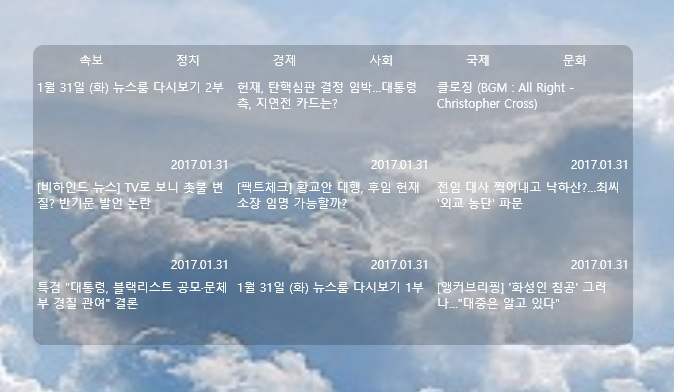 속보 정치 경제 사회 국제 문화
1월 31일 (화) 뉴스룸 다시보기 2부
헌재, 탄핵심판 결정 임박...대통령
측, 지연전 카드는?
클로징 (BGM : All Right -
Christopher Cross)
2017.01.31 2017.01.31 2017.01.31
[비하인드 뉴스] TV로 보니 촛불 변
질? 반기문 발언 논란
[팩트체크] 황교안 대행, 후임 헌재
소장 임명 가능할까?
전임 대사 찍어내고 낙하산?...최씨
'외교 농단' 파문
2017.01.31 2017.01.31 2017.01.31
특검 "대통령, 블랙리스트 공모·문체
부 경질 관여" 결론
1월 31일 (화) 뉴스룸 다시보기 1부
[앵커브리핑] '화성인 침공' 그러
나..."대중은 알고 있다"